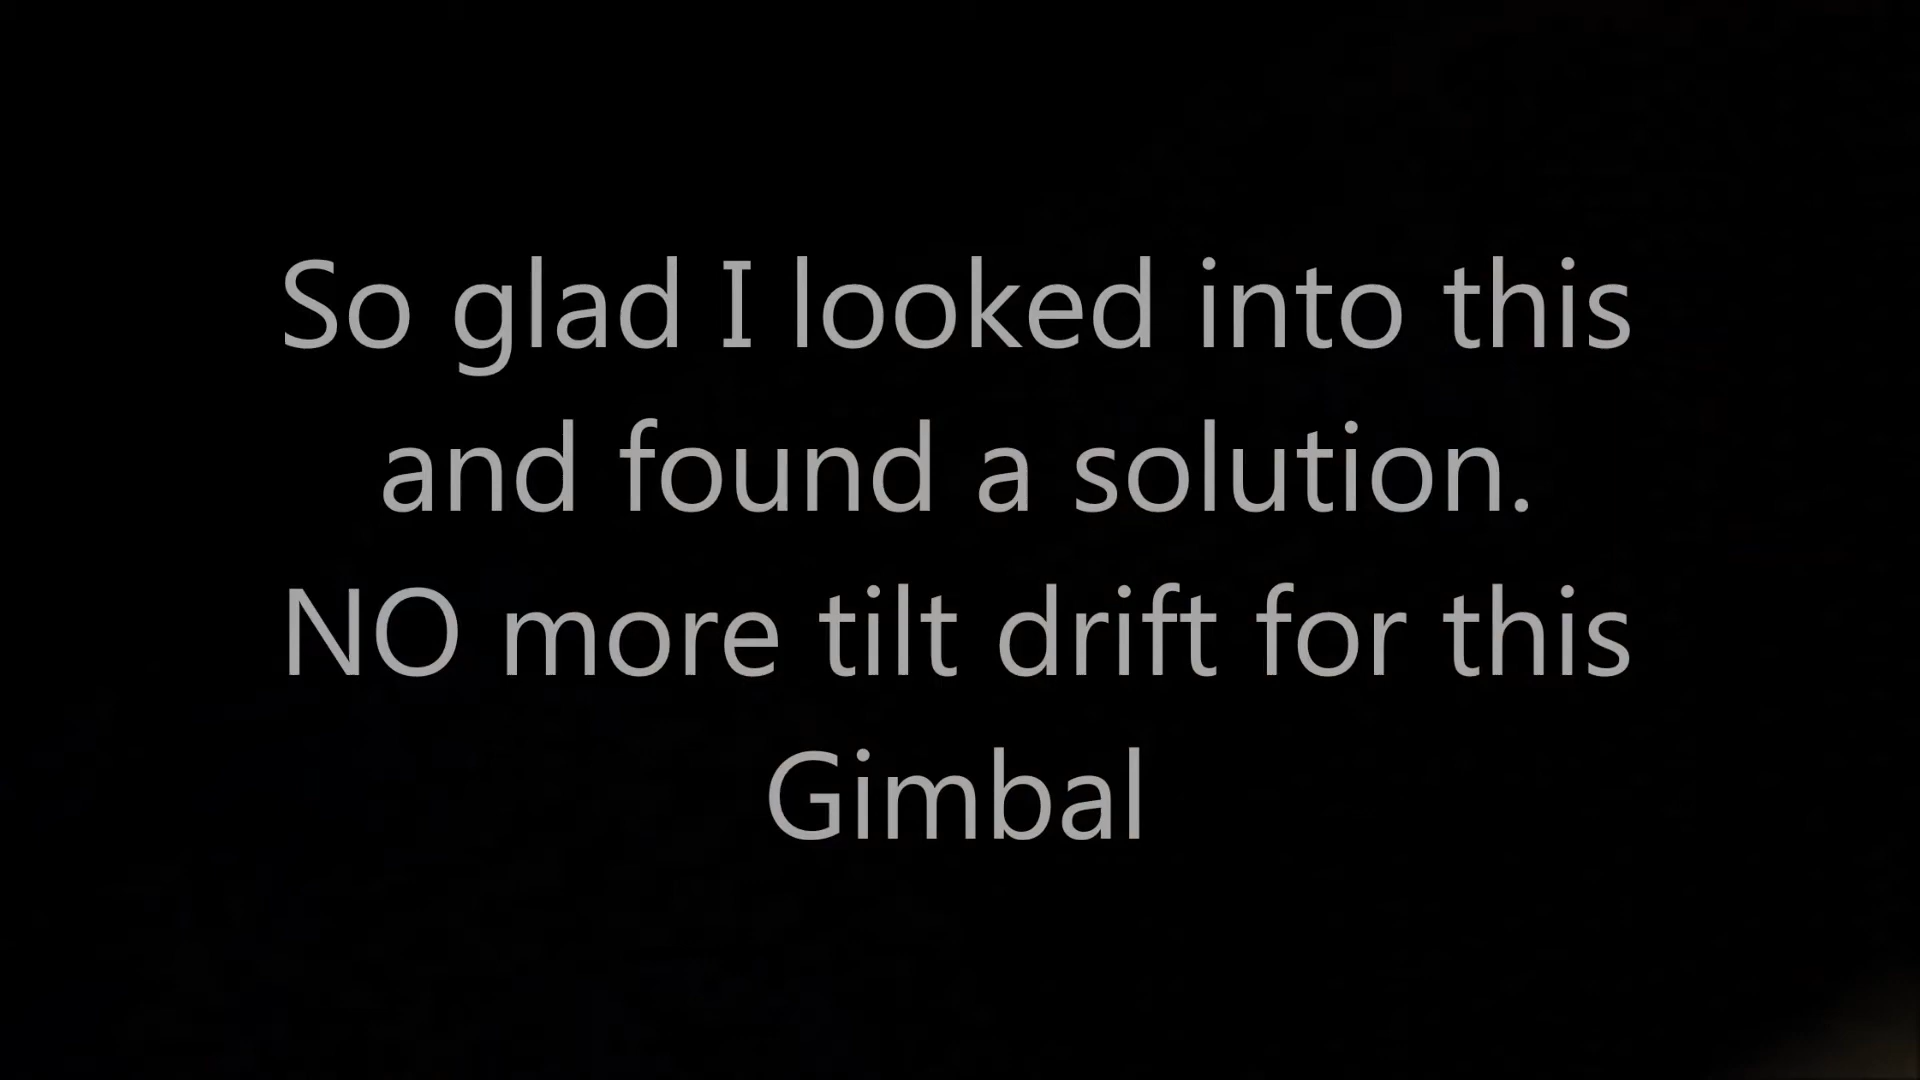 So glad I looked into this
and found a solution.
NO more tilt drift for this
Gimbal